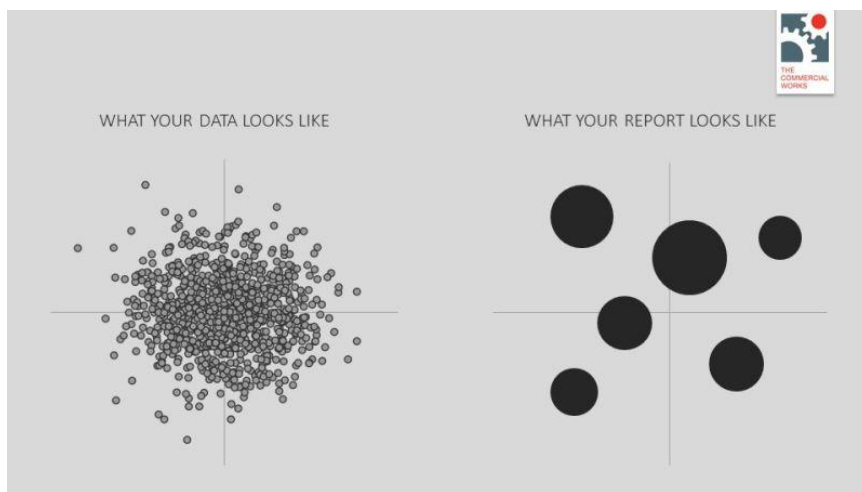 THE
COMMERCIAL
WORKS
WHAT YOUR DATA LOOKS LIKE
WHAT YOUR REPORT LOOKS LIKE